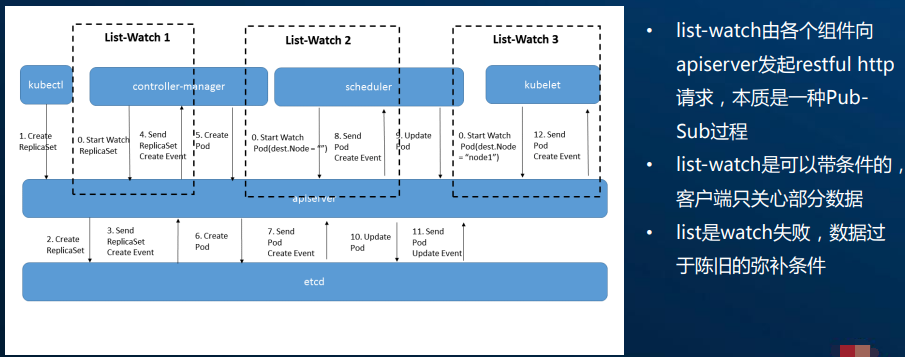 List-Watch 1
List-Watch 2
List-Watch 3
kubectl
controller-manager
scheduler
kubelet
1. Create
ReplicaSet
0. Start Watch
ReplicaSet
4. Send
ReplicaSet
Create Event
5. Create
Pod
0. Start Watch
Pod(dest.Node = "")
8. Send
Pod
Create Event
9. Update
Pod
0. Start Watch
Pod(dest.Node
= "node1")
12. Send
Pod
Create Event
apiserver
2. Create
ReplicaSet
3. Send
ReplicaSet
Create Event
6. Create
Pod
7. Send
Pod
Create Event
10. Update
Pod
11. Send
Pod
Update Event
etcd
• list-watch由各个组件向
apiserver发起restful http
请求，本质是一种Pub-
Sub过程
• list-watch是可以带条件的，
客户端只关心部分数据
• list是watch失败，数据过
于陈旧的弥补条件